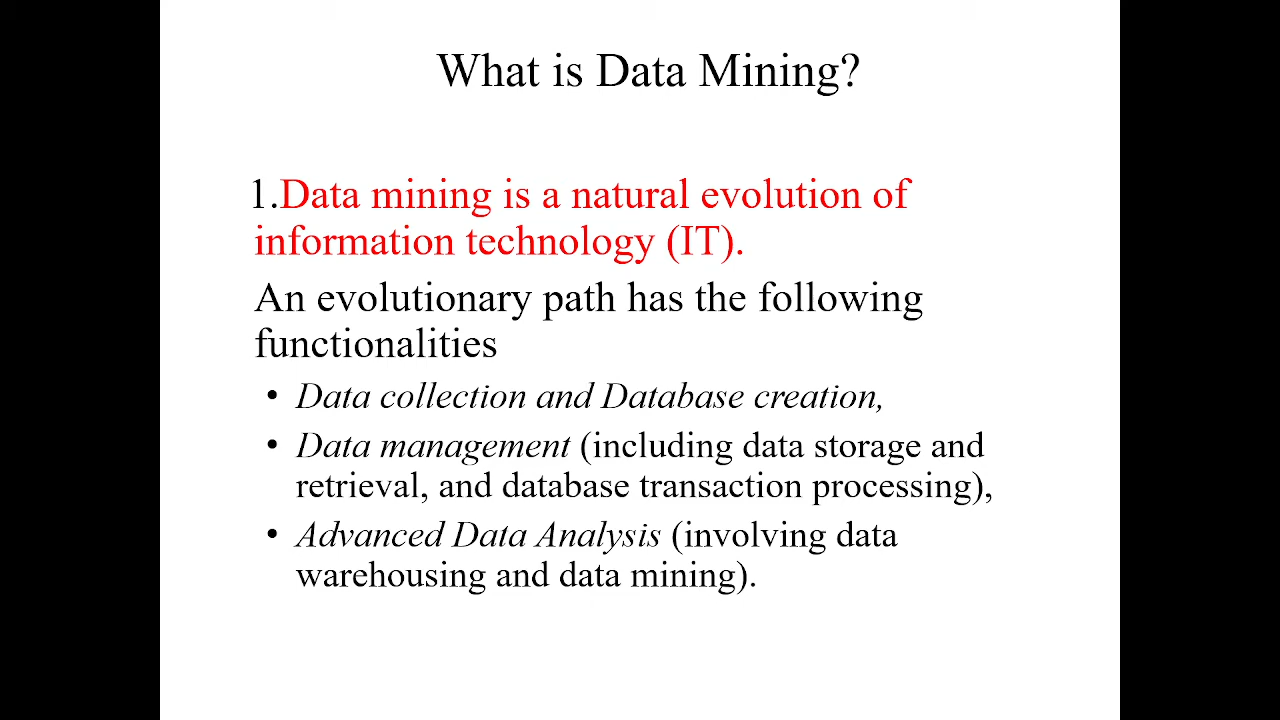 What is Data Mining?
1.Data mining is a natural evolution of
information technology (IT).
An evolutionary path has the following
functionalities
• Data collection and Database creation,
• Data management (including data storage and
retrieval, and database transaction processing),
• Advanced Data Analysis (involving data
warehousing and data mining).